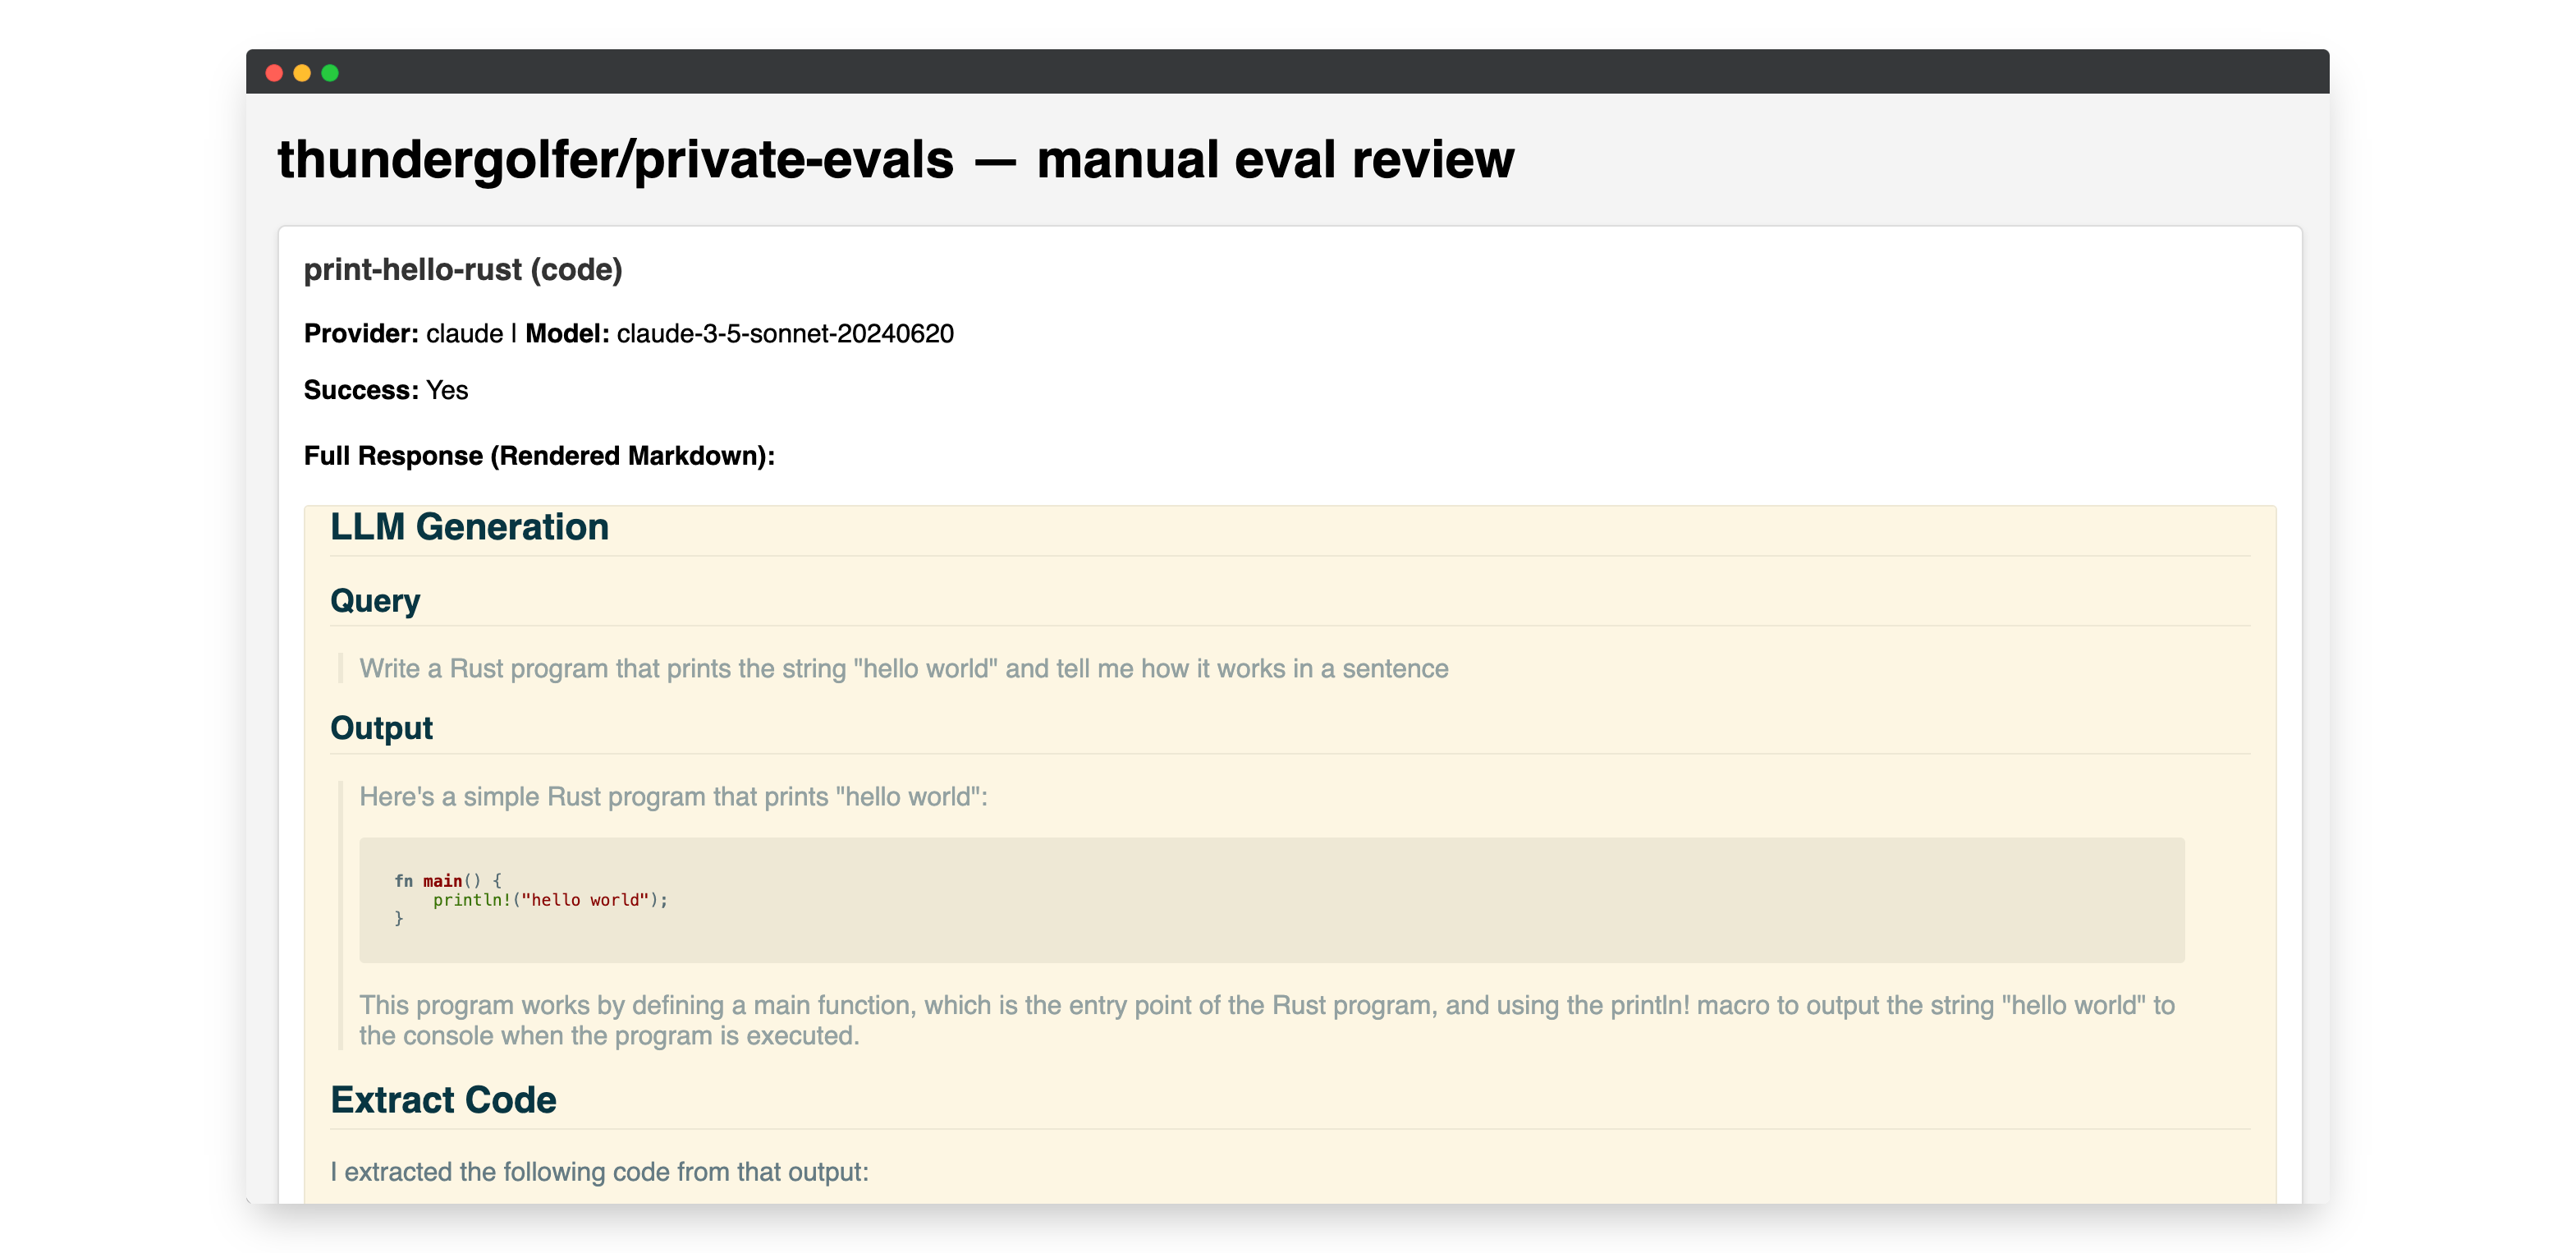 thundergolfer/private-evals — manual eval review
print-hello-rust (code)
Provider: claude | Model: claude-3-5-sonnet-20240620
Success: Yes
Full Response (Rendered Markdown):
LLM Generation
Query
Write a Rust program that prints the string "hello world" and tell me how it works in a sentence
Output
Here's a simple Rust program that prints "hello world":
fn main() {
    println!("hello world");
}
This program works by defining a main function, which is the entry point of the Rust program, and using the println! macro to output the string "hello world" to
the console when the program is executed.
Extract Code
I extracted the following code from that output: